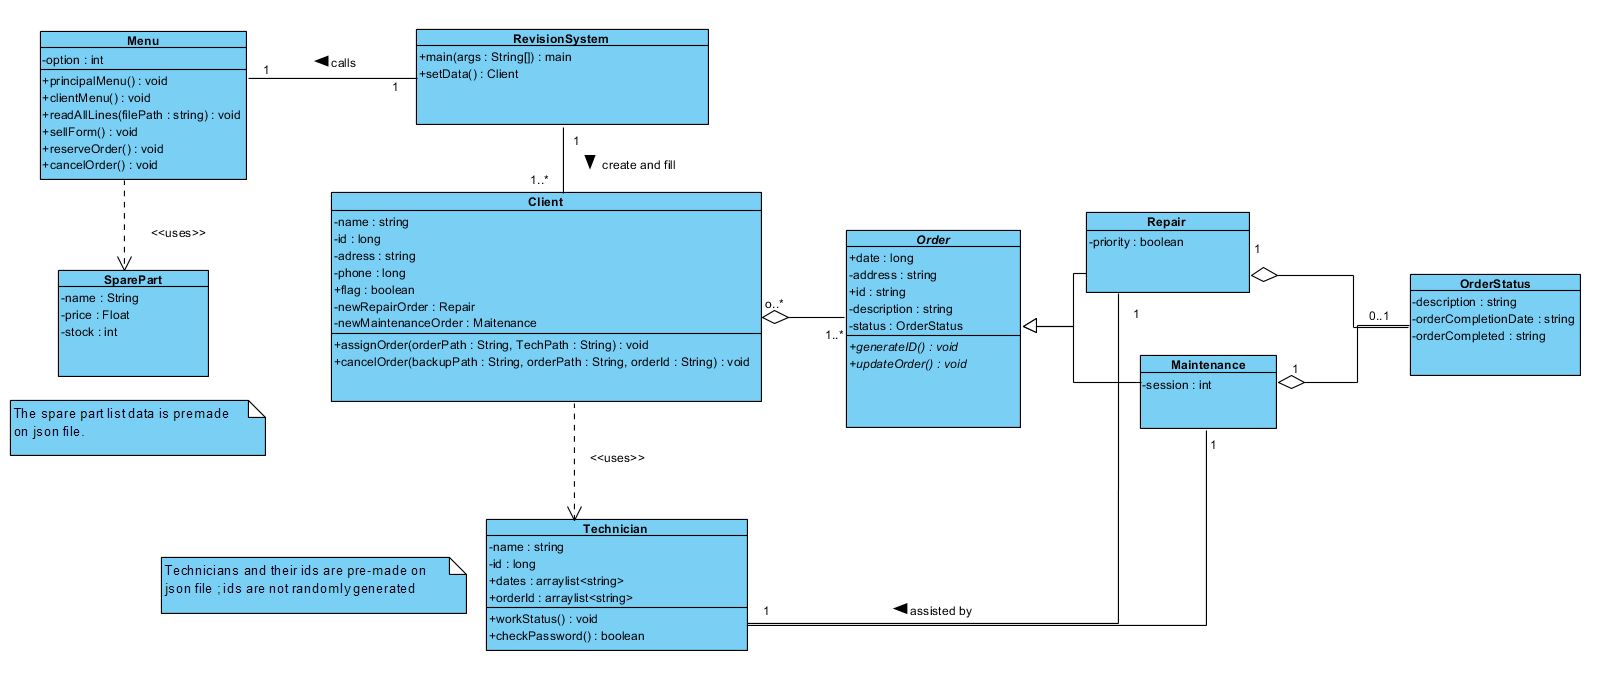 Menu
-option : int
+principalMenu() : void
+clientMenu() : void
+readAllLines(filePath : string) : void
+sellForm() : void
+reserveOrder() : void
+cancelOrder() : void
1
calls
1
RevisionSystem
+main(args : String[]) : main
+setData() : Client
1
create and fill
1..*
<<uses>>
SparePart
-name : String
-price : Float
-stock : int
The spare part list data is premade
on json file.
Client
-name : string
-id : long
-adress : string
-phone : long
+flag : boolean
-newRepairOrder : Repair
-newMaintenanceOrder : Maitenance
+assignOrder(orderPath : String, TechPath : String) : void
+cancelOrder(backupPath : String, orderPath : String, orderId : String) : void
o..*
1..*
Order
+date : long
-address : string
+id : string
-description : string
-status : OrderStatus
+generateID() : void
+updateOrder() : void
Repair
-priority : boolean
1
1
Maintenance
-session : int
1
1
0..1
OrderStatus
-description : string
-orderCompletionDate : string
-orderCompleted : string
<<uses>>
Technician
-name : string
-id : long
+dates : arraylist<string>
+orderId : arraylist<string>
+workStatus() : void
+checkPassword() : boolean
1
assisted by
Technicians and their ids are pre-made on
json file ; ids are not randomly generated